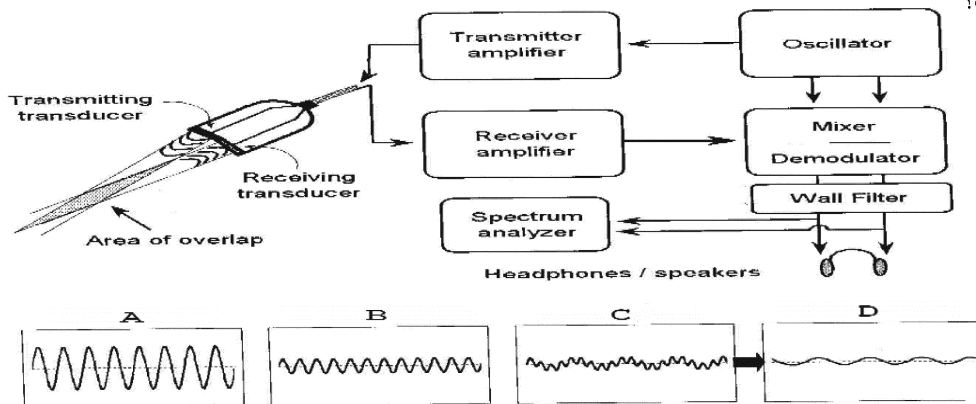 Transmitter
amplifier
Oscillator
Transmitting
transducer
Receiver
amplifier
Mixer
Demodulator
Receiving
transducer
Wall Filter
Spectrum
analyzer
Area of overlap
Headphones / speakers
A
B
C
D